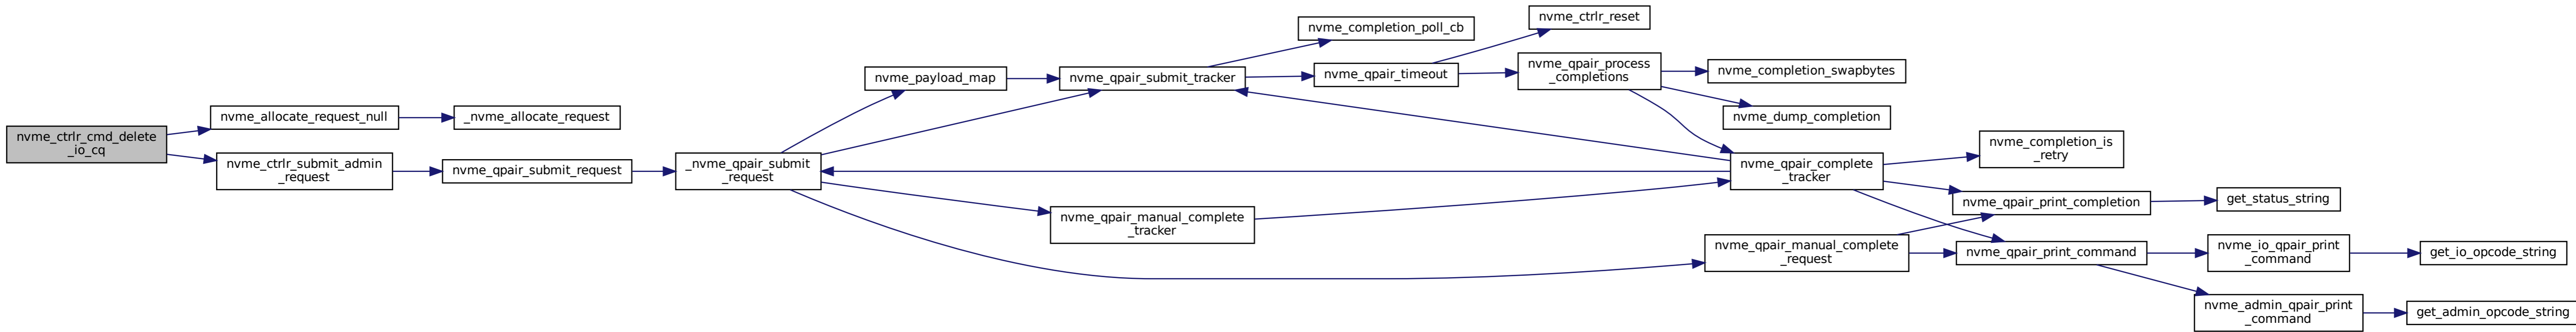 nvme_ctrlr_cmd_delete
_io_cq
nvme_allocate_request_null
_nvme_allocate_request
nvme_ctrlr_submit_admin
_request
nvme_qpair_submit_request
_nvme_qpair_submit
_request
nvme_payload_map
nvme_qpair_submit_tracker
nvme_completion_poll_cb
nvme_qpair_timeout
nvme_ctrlr_reset
nvme_qpair_process
_completions
nvme_completion_swapbytes
nvme_dump_completion
nvme_qpair_complete
_tracker
nvme_completion_is
_retry
nvme_qpair_print_completion
get_status_string
nvme_qpair_manual_complete
_tracker
nvme_qpair_manual_complete
_request
nvme_qpair_print_command
nvme_io_qpair_print
_command
get_io_opcode_string
nvme_admin_qpair_print
_command
get_admin_opcode_string